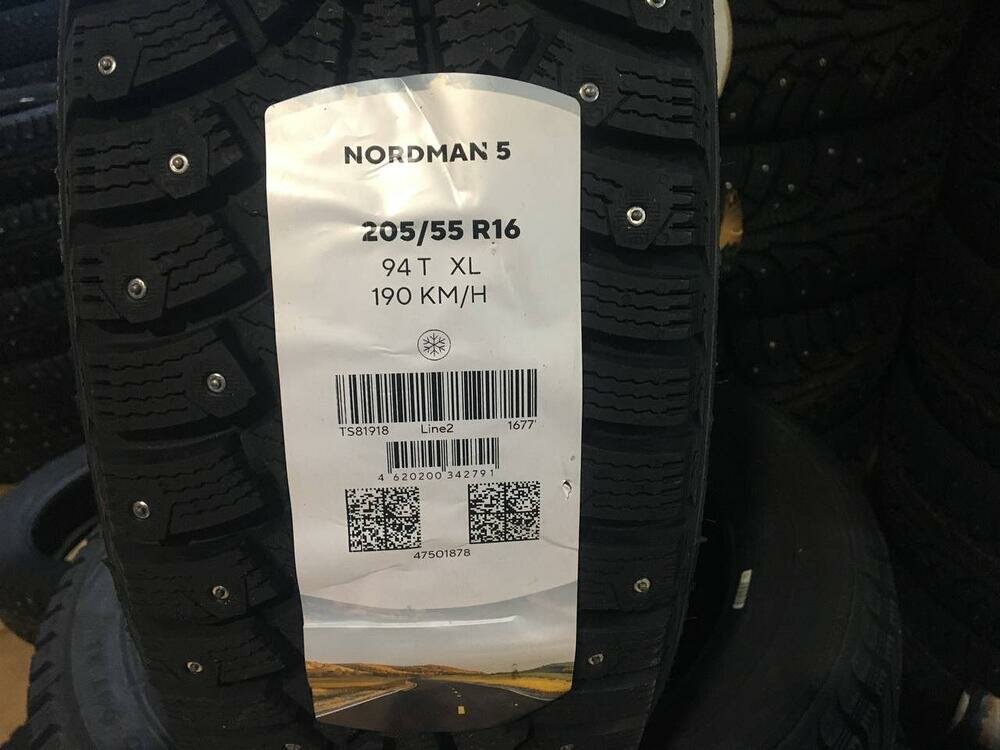 NORDMAN 5
205/55 R16
94 T XL
190 KM/H
TS81918 Line2 1677
4 620200 342791
47501878